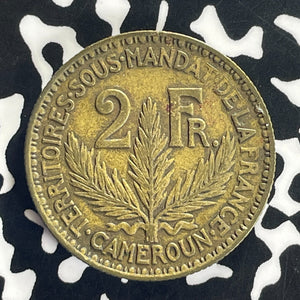 TERRITOIRES·SOUS·MANDAT·DE·LA·FRANCE·
2 FR.
·CAMEROUN·